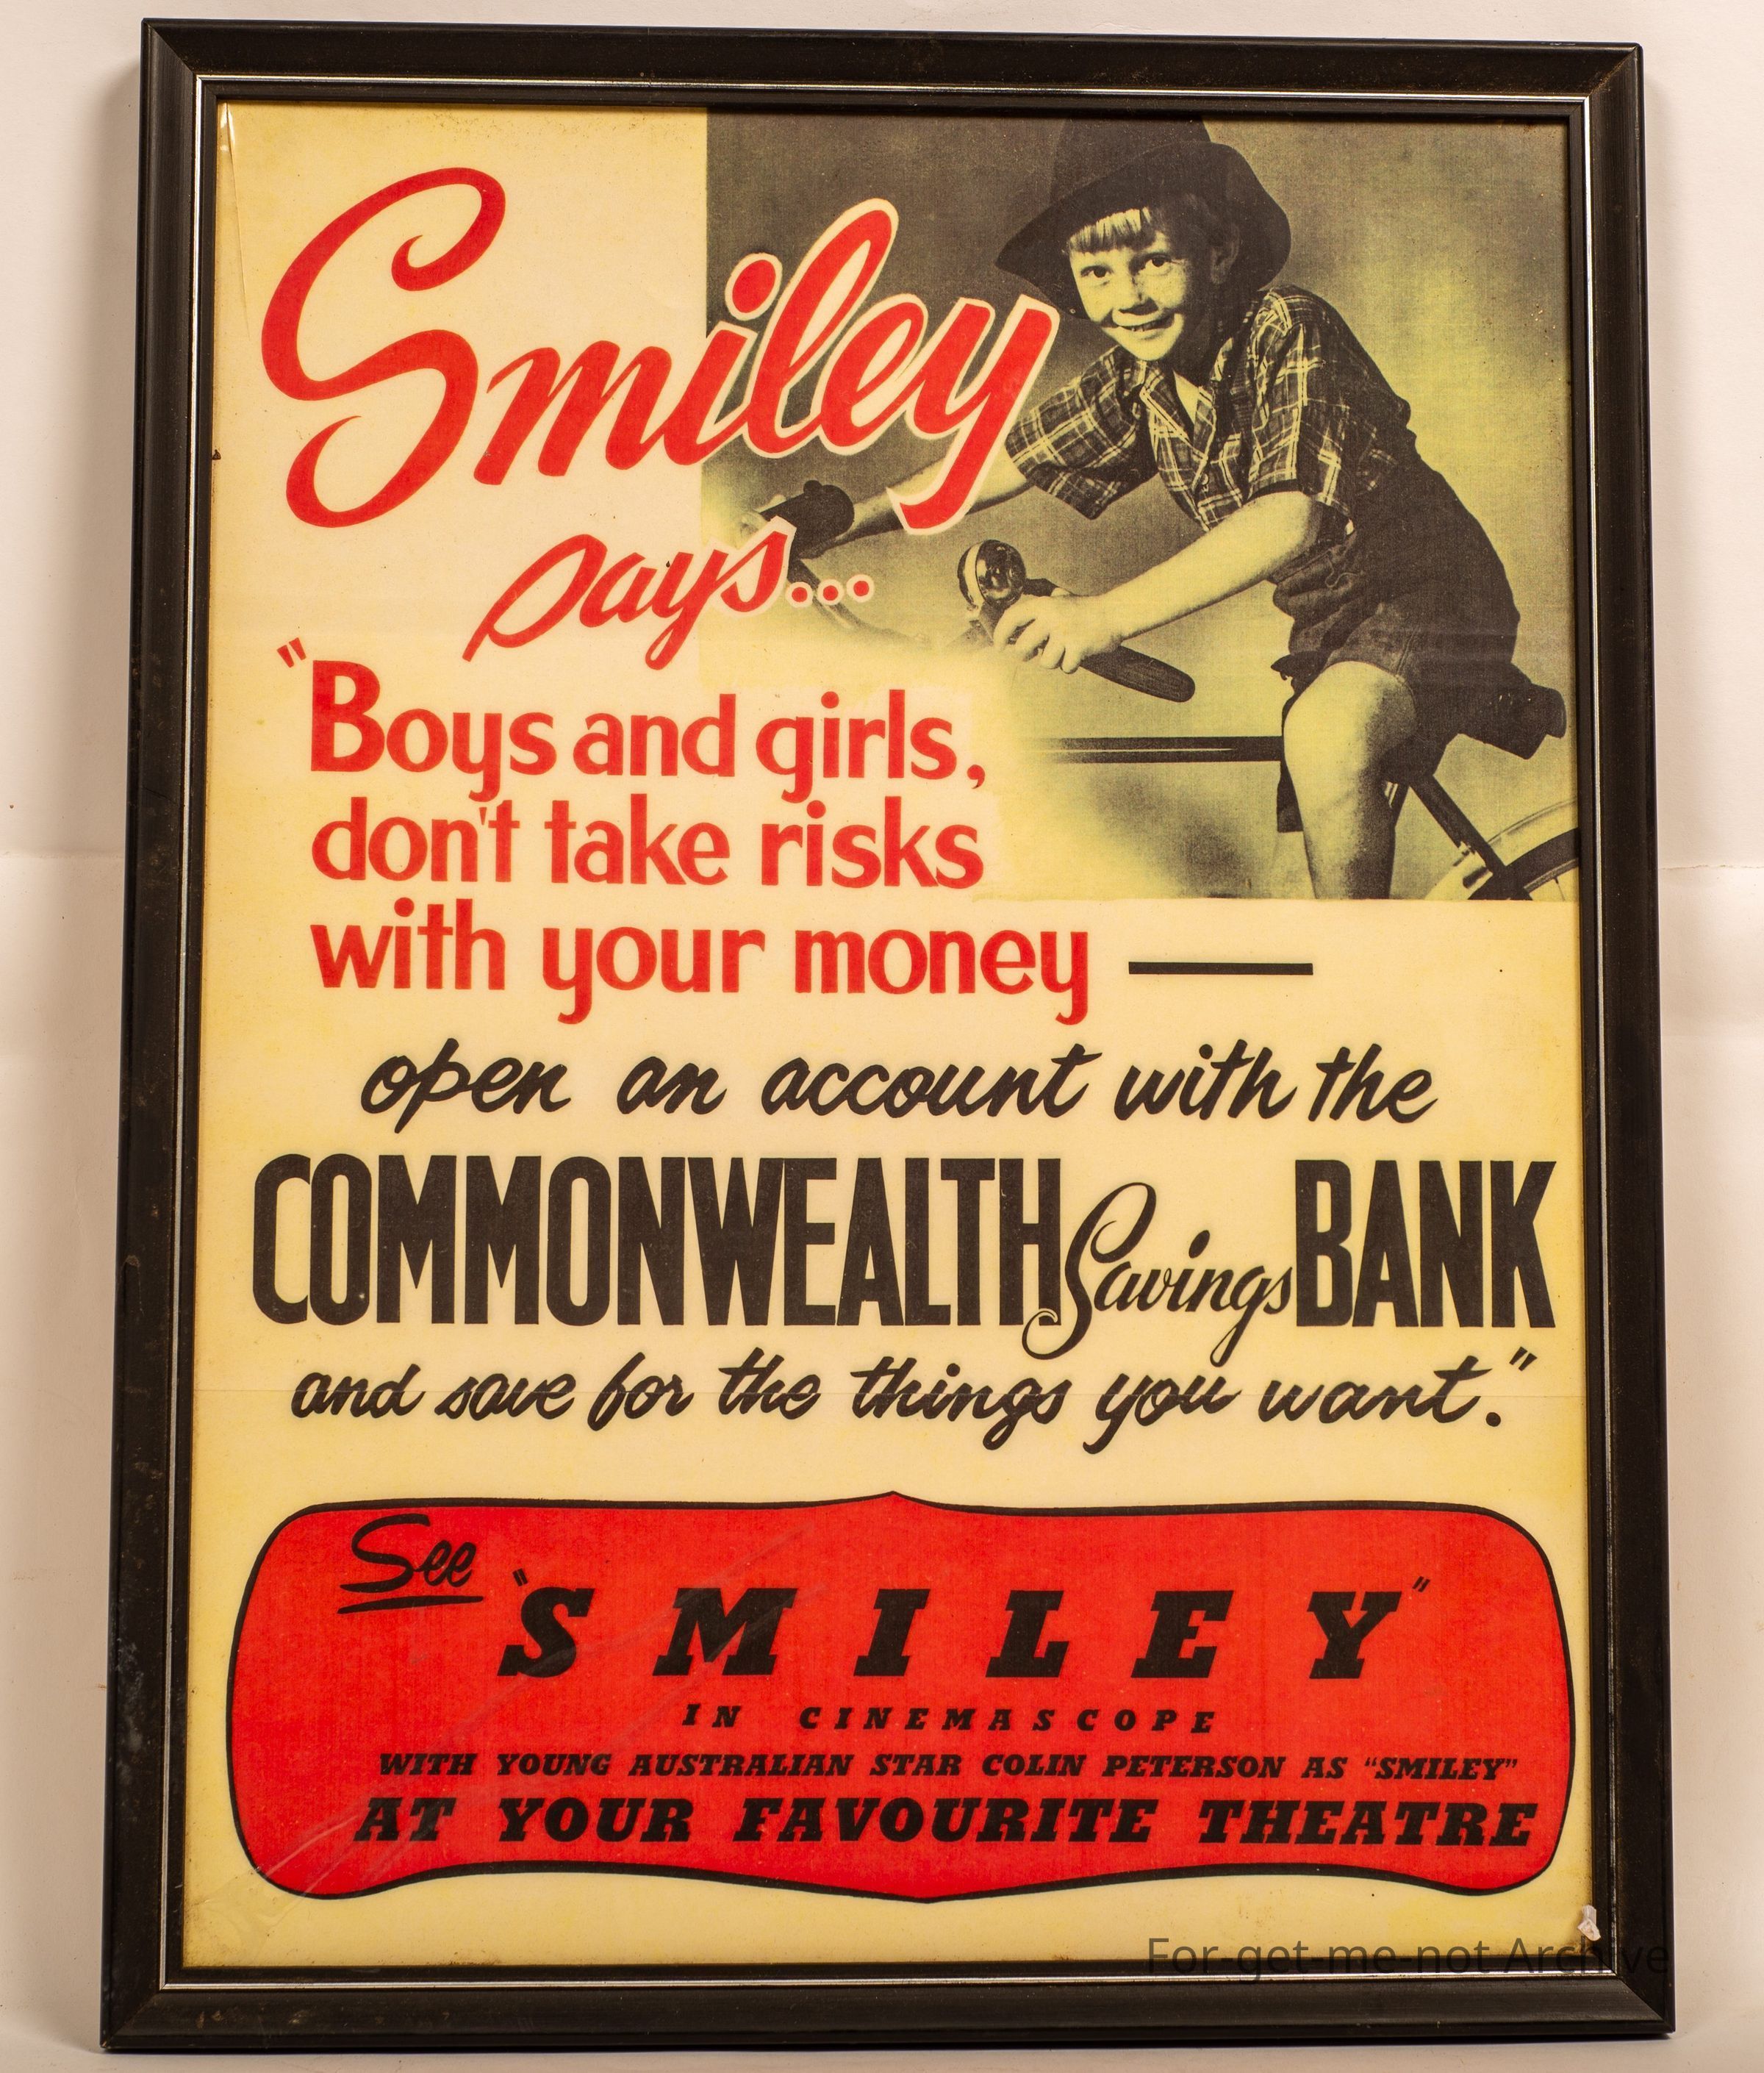 Smiley
says...
"Boys and girls,
don't take risks
with your money —
open an account with the
COMMONWEALTH Savings BANK
and save for the things you want."
See
"SMILEY"
IN CINEMASCOPE
WITH YOUNG AUSTRALIAN STAR COLIN PETERSON AS "SMILEY"
AT YOUR FAVOURITE THEATRE
For-get-me-not Archive